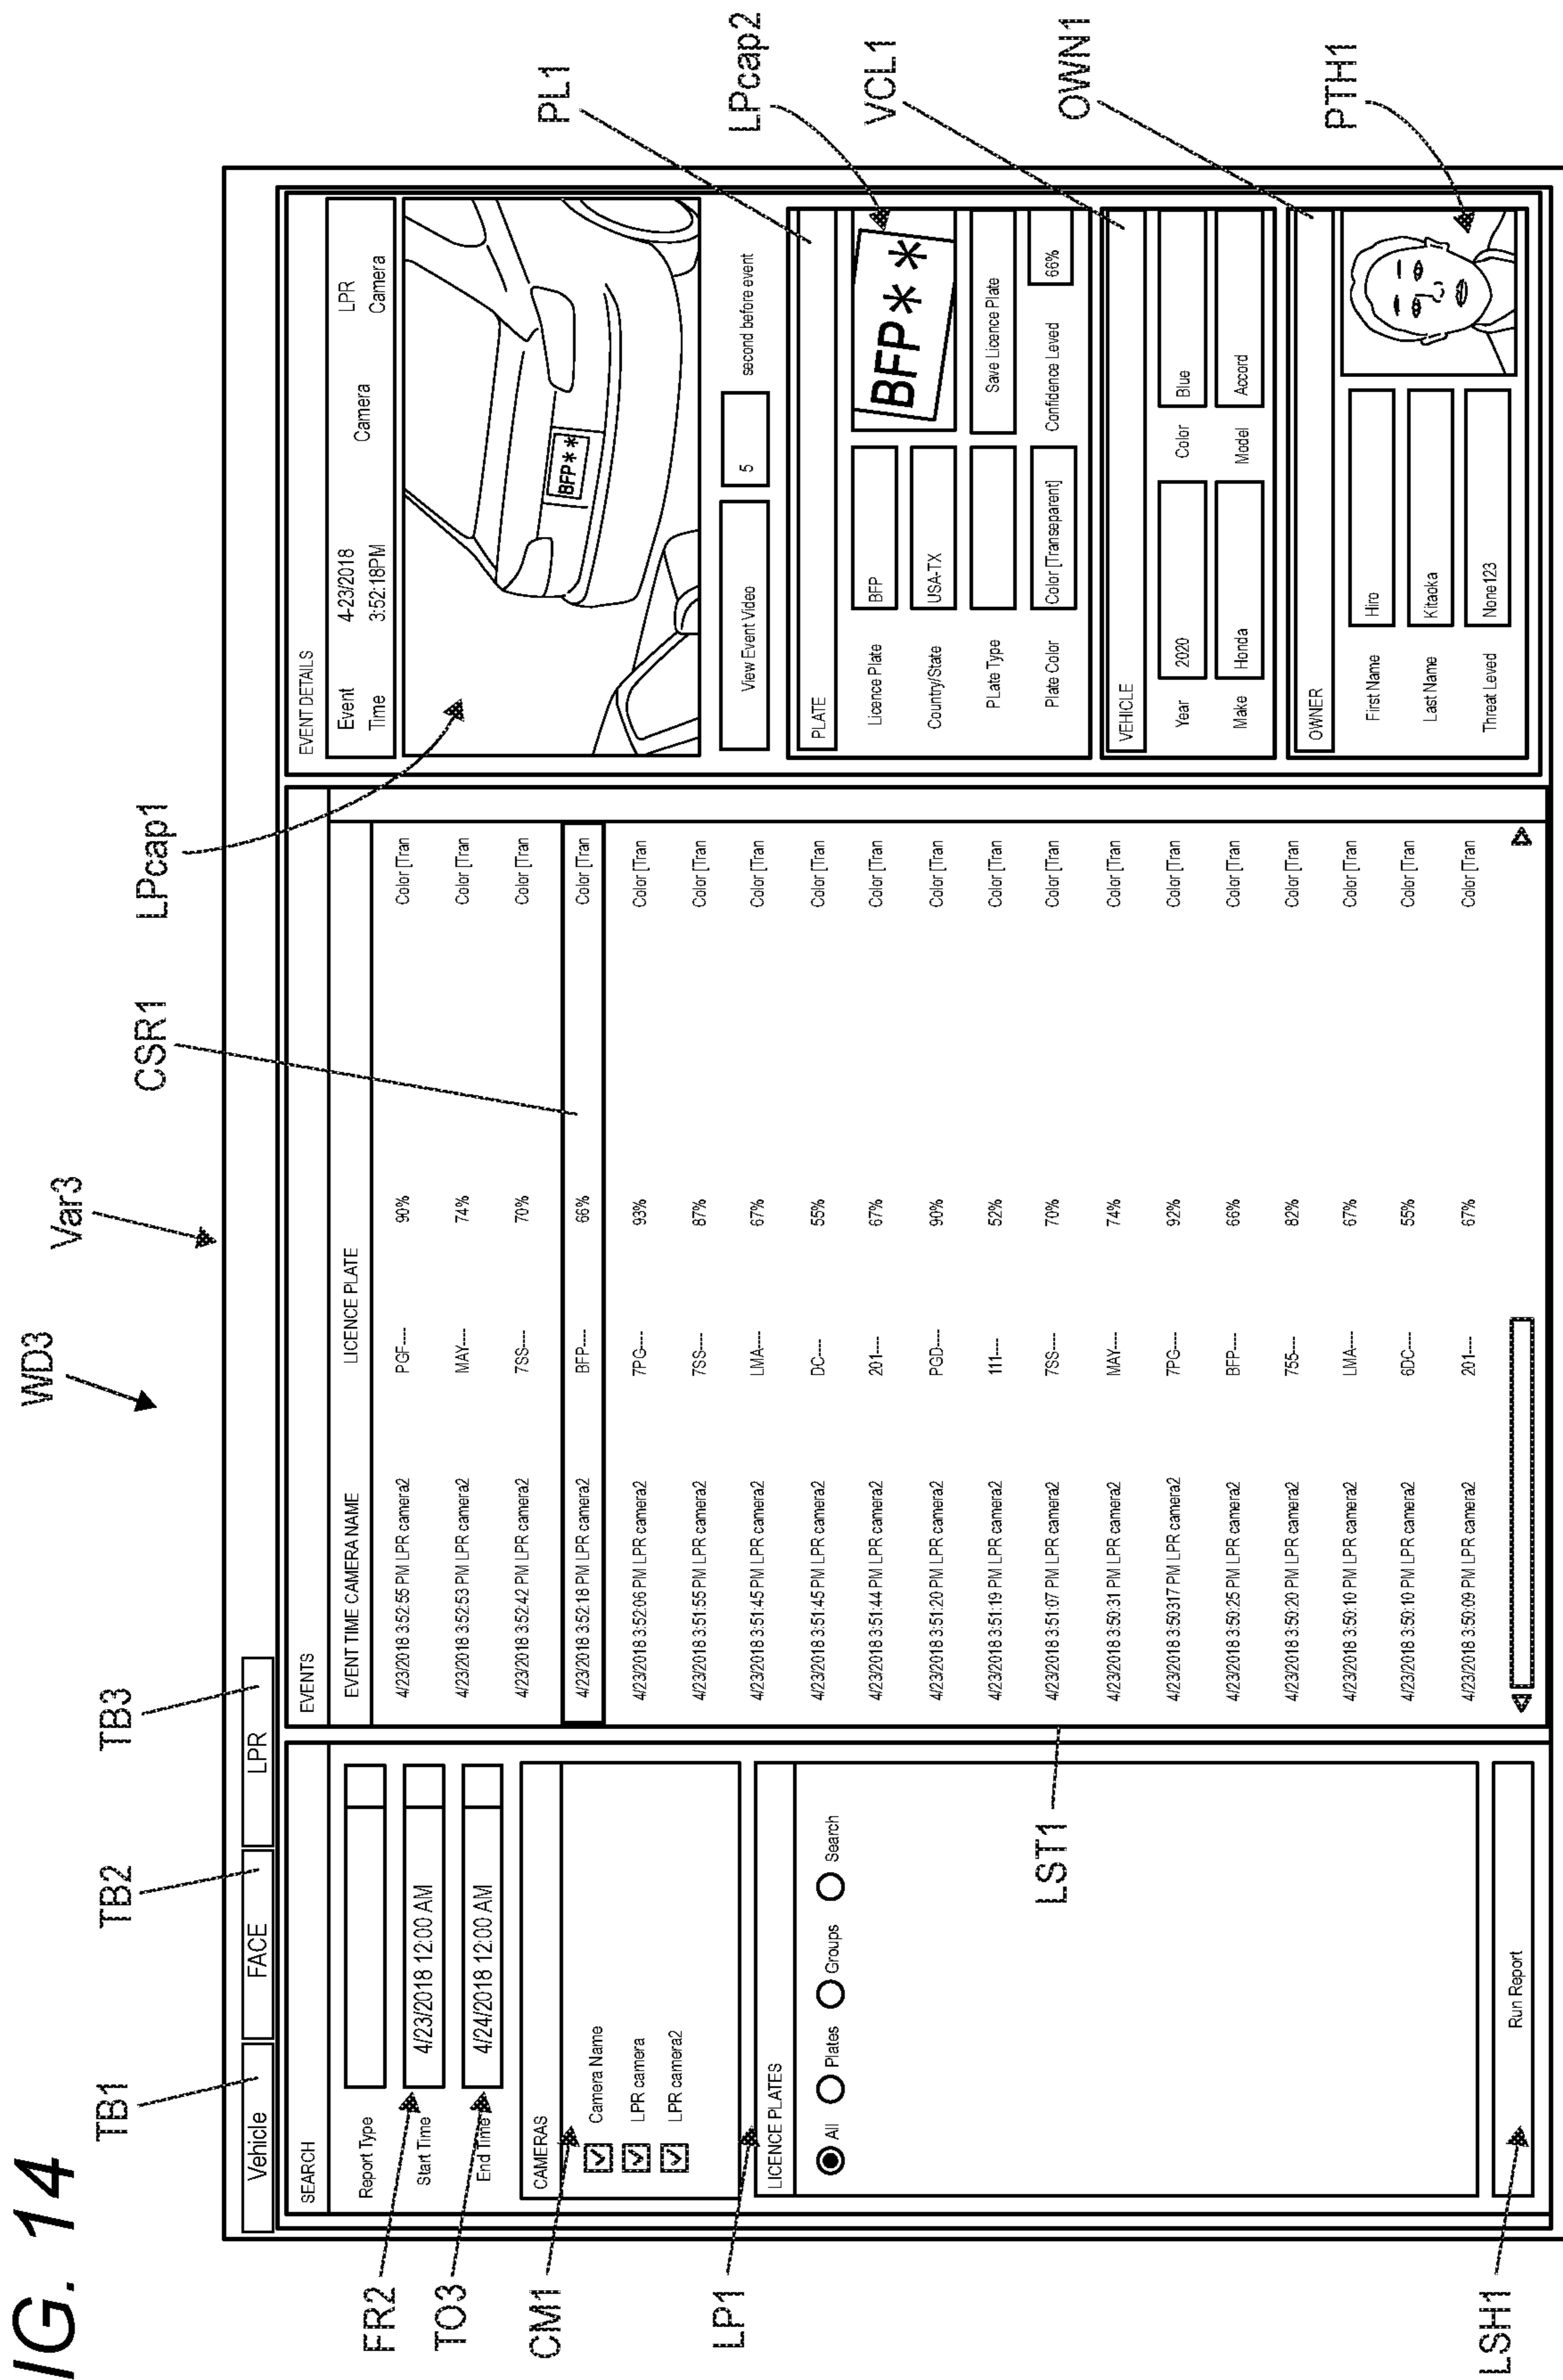 IG. 14
WD3
Var3
TB1
TB2
TB3
CSR1
LPcap1
Vehicle
FACE
LPR
SEARCH
Report Type
FR2
Start Time
4/23/2018 12:00 AM
TO3
End Time
4/24/2018 12:00 AM
CM1
CAMERAS
Camera Name
LPR camera
LPR camera2
LP1
LICENCE PLATES
All
Plates
Groups
Search
LST1
LSH1
Run Report
EVENTS
EVENT TIME CAMERA NAME LICENCE PLATE
4/23/2018 3:52:55 PM LPR camera2 PGF---- 90% Color [Tran
4/23/2018 3:52:53 PM LPR camera2 MAY---- 74% Color [Tran
4/23/2018 3:52:42 PM LPR camera2 7SS---- 70% Color [Tran
4/23/2018 3:52:18 PM LPR camera2 BFP---- 66% Color [Tran
4/23/2018 3:52:06 PM LPR camera2 7PG---- 93% Color [Tran
4/23/2018 3:51:55 PM LPR camera2 7SS---- 87% Color [Tran
4/23/2018 3:51:45 PM LPR camera2 LMA---- 67% Color [Tran
4/23/2018 3:51:45 PM LPR camera2 DC---- 55% Color [Tran
4/23/2018 3:51:44 PM LPR camera2 201---- 67% Color [Tran
4/23/2018 3:51:20 PM LPR camera2 PGD---- 90% Color [Tran
4/23/2018 3:51:19 PM LPR camera2 111---- 52% Color [Tran
4/23/2018 3:51:07 PM LPR camera2 7SS---- 70% Color [Tran
4/23/2018 3:50:31 PM LPR camera2 MAY---- 74% Color [Tran
4/23/2018 3:50317 PM LPR camera2 7PG---- 92% Color [Tran
4/23/2018 3:50:25 PM LPR camera2 BFP---- 66% Color [Tran
4/23/2018 3:50:20 PM LPR camera2 755---- 82% Color [Tran
4/23/2018 3:50:10 PM LPR camera2 LMA---- 67% Color [Tran
4/23/2018 3:50:10 PM LPR camera2 6DC---- 55% Color [Tran
4/23/2018 3:50:09 PM LPR camera2 201---- 67% Color [Tran
EVENT DETAILS
Event 4-23/2018 Camera LPR
Time 3:52:18PM Camera
BFP**
View Event Video 5 second before event
PL1
PLATE
Licence Plate BFP
BFP**
LPcap2
Country/State USA-TX
PLate Type Save Licence Plate
Plate Color Color [Transeparent] Confidence Leved 66%
VCL1
VEHICLE
Year 2020 Color Blue
Make Honda Model Accord
OWN1
OWNER
First Name Hiro
Last Name Kitaoka
Threat Leved None123
PTH1